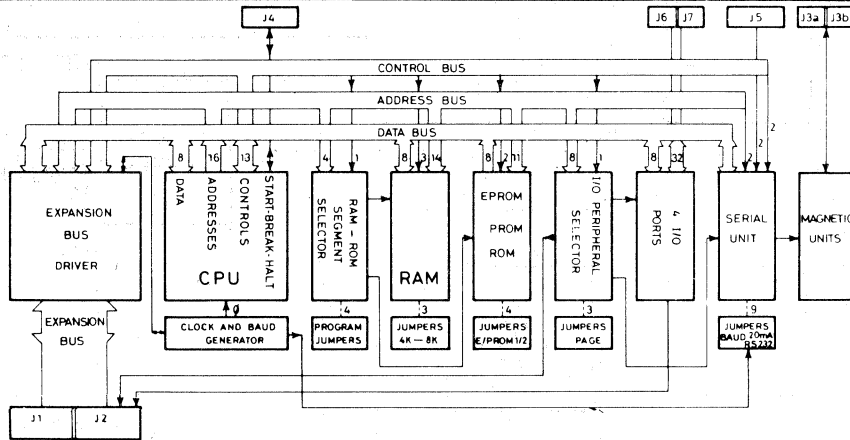 J4
J6 J7
J5
J3a J3b
CONTROL BUS
ADDRESS BUS
DATA BUS
2
2
8
16
13
4
1
8
3
14
8
2
11
8
1
8
32
2
EXPANSION
BUS
DRIVER
DATA
ADDRESSES
CONTROLS
START-BREAK-HALT
CPU
RAM - ROM
SEGMENT
SELECTOR
RAM
EPROM
PROM
ROM
I/O PERIPHERAL
SELECTOR
4 I/O
PORTS
SERIAL
UNIT
MAGNETIC
UNITS
EXPANSION
BUS
Ø
CLOCK AND BAUD
GENERATOR
4
PROGRAM
JUMPERS
3
JUMPERS
4K — 8K
4
JUMPERS
E/PROM 1/2
3
JUMPERS
PAGE
9
JUMPERS
BAUD 20mA
RS232
J1
J2